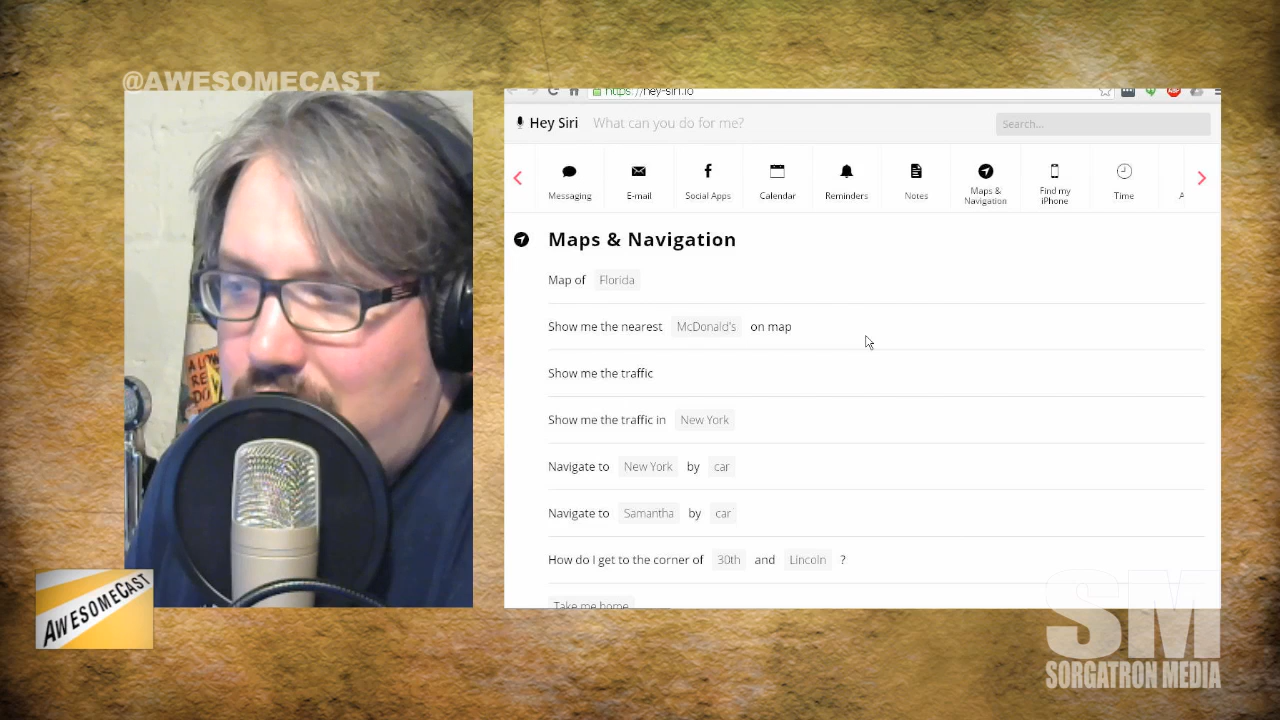 @AWESOMECAST
https://hey-siri.io
Hey Siri What can you do for me? Search...
Messaging E-mail Social Apps Calendar Reminders Notes Maps & Navigation Find my iPhone Time A
Maps & Navigation
Map of Florida
Show me the nearest McDonald's on map
Show me the traffic
Show me the traffic in New York
Navigate to New York by car
Navigate to Samantha by car
How do I get to the corner of 30th and Lincoln ?
Take me home
A LOW
RE
DO
AWESOMECAST
SM
SORGATRON MEDIA